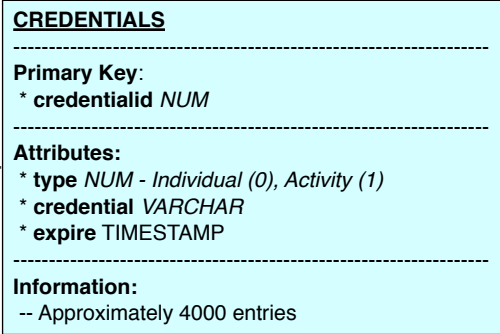 CREDENTIALS
-------------------------------------------------------------------
Primary Key:
* credentialid NUM
-------------------------------------------------------------------
Attributes:
* type NUM - Individual (0), Activity (1)
* credential VARCHAR
* expire TIMESTAMP
-------------------------------------------------------------------
Information:
-- Approximately 4000 entries